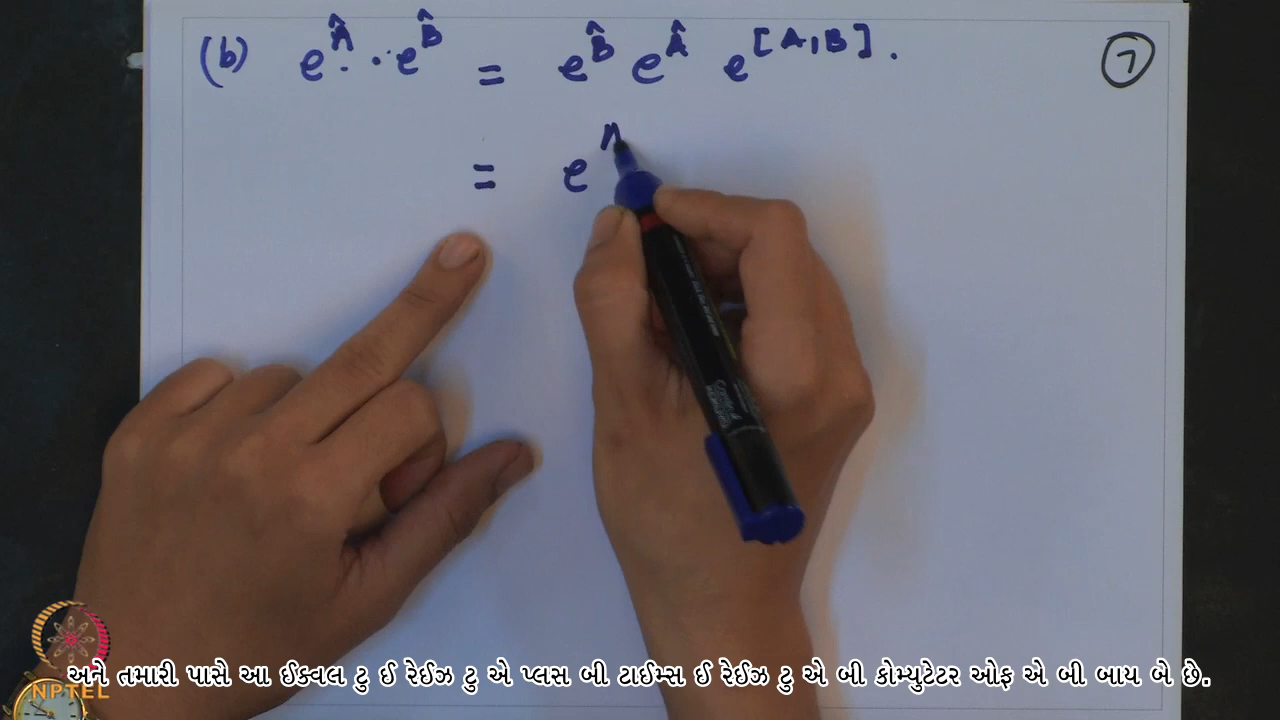 (b) e^Â · e^B̂ = e^B̂ e^Â e^[A,B] . 7
= e^A
અને તમારી પાસે આ ઈક્વલ ટુ ઈ રેઈઝ ટુ એ પ્લસ બી ટાઈમ્સ ઈ રેઈઝ ટુ એ બી કોમ્યુટેટર ઓફ એ બી બાય બે છે.
NPTEL